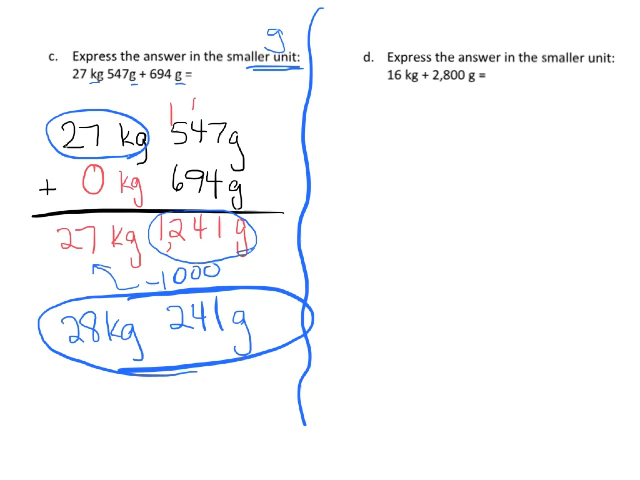 g
c. Express the answer in the smaller unit:
27 kg 547g + 694 g =
1 1
27 kg 547g
+ 0 kg 694g
27 kg 1,241 g
-1000
28kg 241g
d. Express the answer in the smaller unit:
16 kg + 2,800 g =